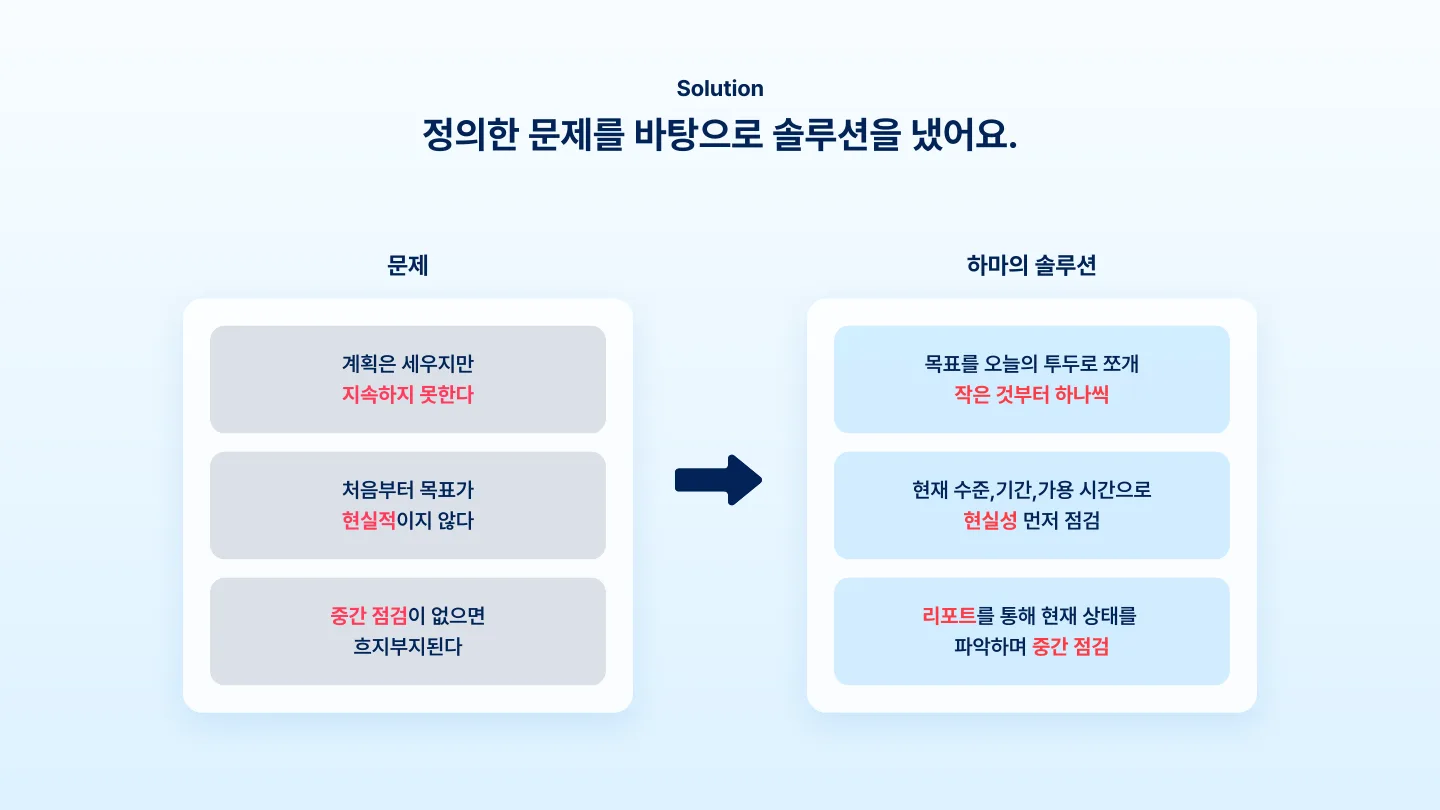 Solution
정의한 문제를 바탕으로 솔루션을 냈어요.
문제
계획은 세우지만
지속하지 못한다
처음부터 목표가
현실적이지 않다
중간 점검이 없으면
흐지부지된다
하마의 솔루션
목표를 오늘의 투두로 쪼개
작은 것부터 하나씩
현재 수준,기간,가용 시간으로
현실성 먼저 점검
리포트를 통해 현재 상태를
파악하며 중간 점검